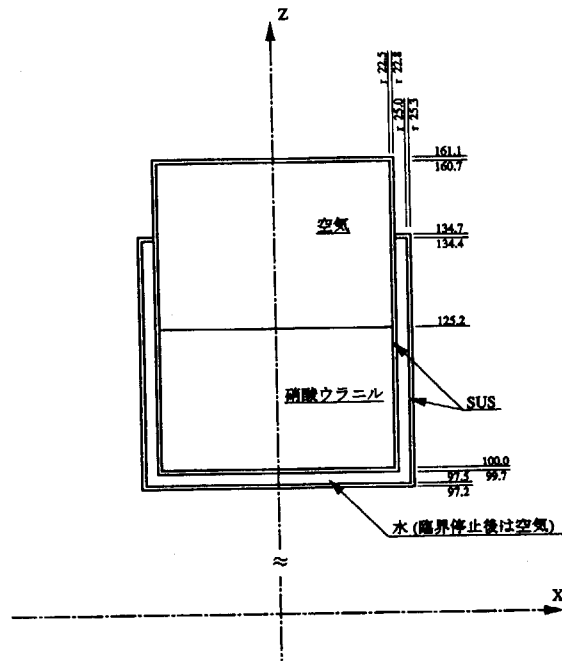 Z
r 22.5
r 22.8
r 25.0
r 25.3
161.1
160.7
134.7
134.4
空気
125.2
硝酸ウラニル
SUS
100.0
99.7
97.5
97.2
水 (臨界停止後は空気)
≈
X